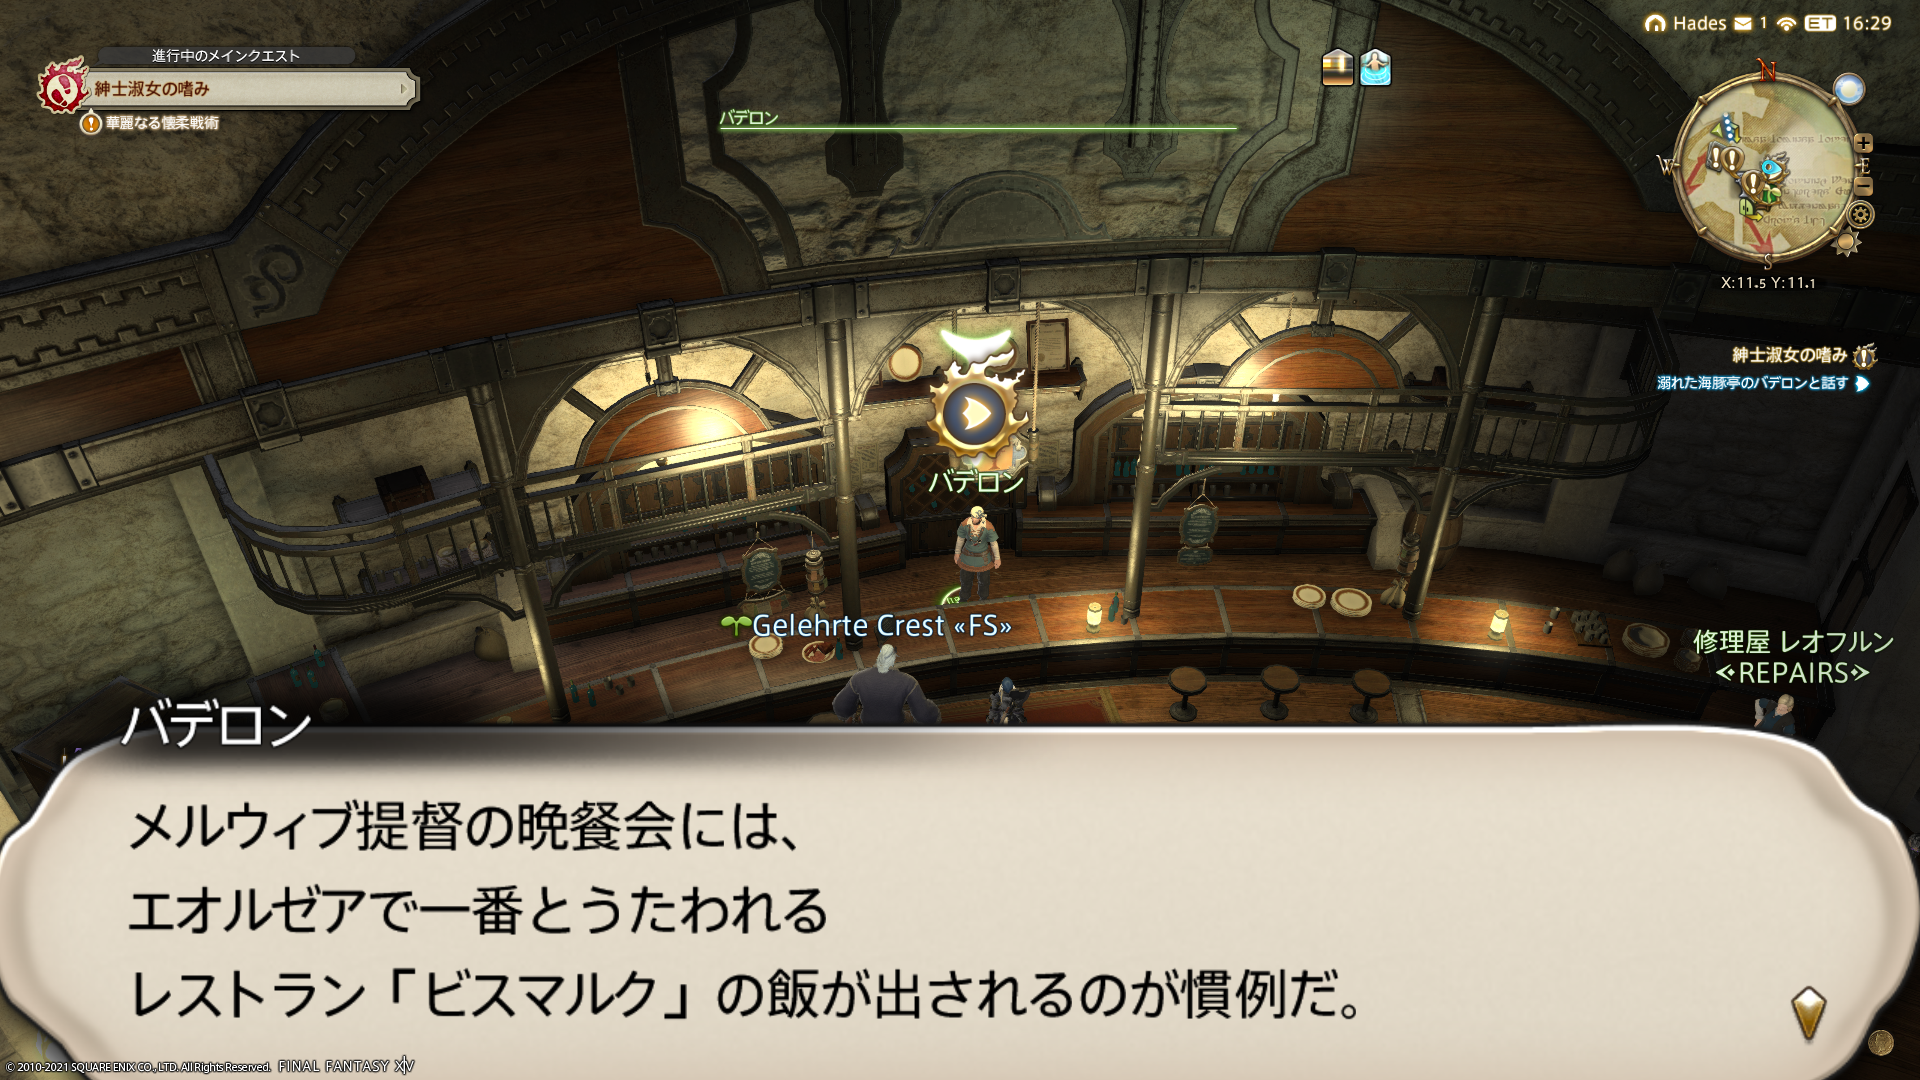 進行中のメインクエスト
紳士淑女の嗜み
華麗なる懐柔戦術
バデロン
Hades 1 ET 16:29
N
W
E
S
X:11.5 Y:11.1
紳士淑女の嗜み
溺れた海豚亭のバデロンと話す
バデロン
Gelehrte Crest «FS»
修理屋 レオフルン
<REPAIRS>
バデロン
メルウィブ提督の晩餐会には、
エオルゼアで一番とうたわれる
レストラン「ビスマルク」の飯が出されるのが慣例だ。
© 2010-2021 SQUARE ENIX CO., LTD. All Rights Reserved. FINAL FANTASY XIV